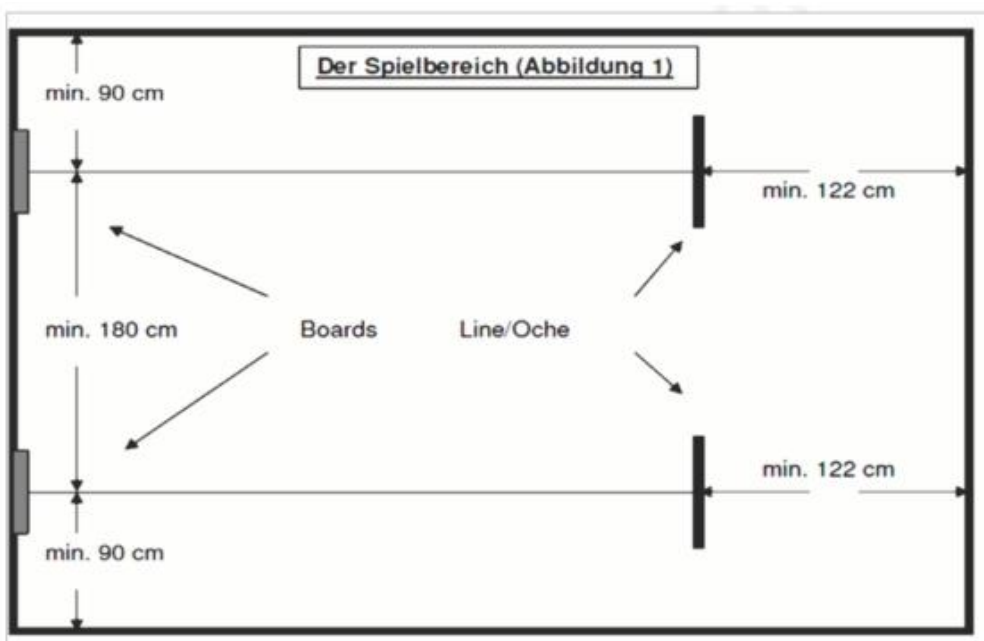 Der Spielbereich (Abbildung 1)
min. 90 cm
min. 122 cm
min. 180 cm
Boards
Line/Oche
min. 122 cm
min. 90 cm